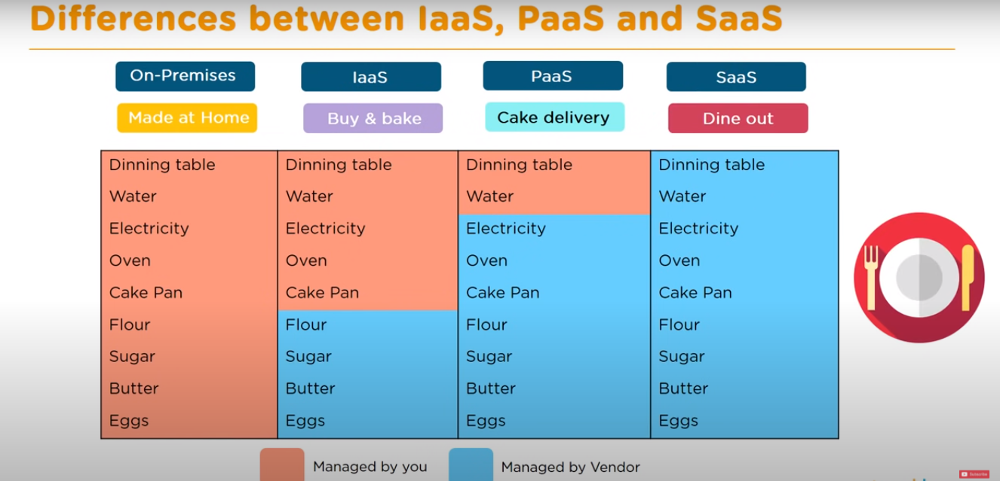 Differences between IaaS, PaaS and SaaS
On-Premises IaaS PaaS SaaS
Made at Home Buy & bake Cake delivery Dine out
Dinning table Dinning table Dinning table Dinning table
Water Water Water Water
Electricity Electricity Electricity Electricity
Oven Oven Oven Oven
Cake Pan Cake Pan Cake Pan Cake Pan
Flour Flour Flour Flour
Sugar Sugar Sugar Sugar
Butter Butter Butter Butter
Eggs Eggs Eggs Eggs
Managed by you Managed by Vendor
Subscribe